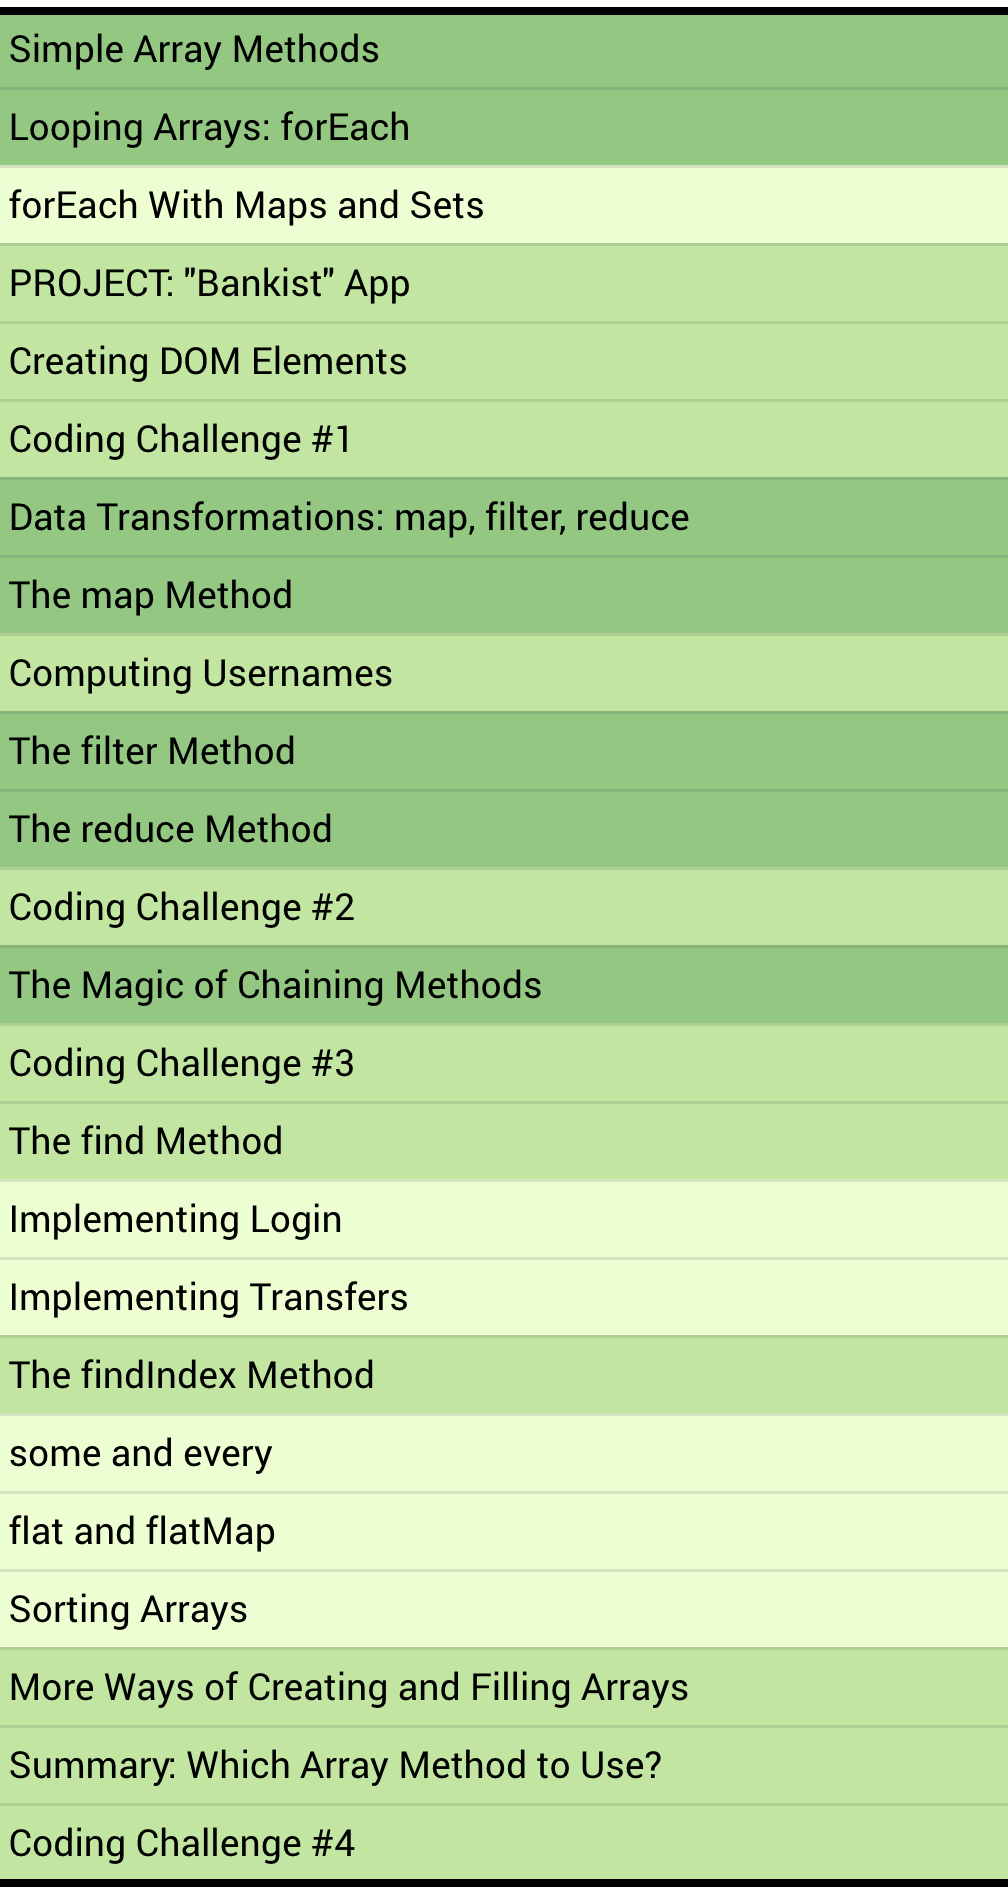 Simple Array Methods
Looping Arrays: forEach
forEach With Maps and Sets
PROJECT: "Bankist" App
Creating DOM Elements
Coding Challenge #1
Data Transformations: map, filter, reduce
The map Method
Computing Usernames
The filter Method
The reduce Method
Coding Challenge #2
The Magic of Chaining Methods
Coding Challenge #3
The find Method
Implementing Login
Implementing Transfers
The findIndex Method
some and every
flat and flatMap
Sorting Arrays
More Ways of Creating and Filling Arrays
Summary: Which Array Method to Use?
Coding Challenge #4